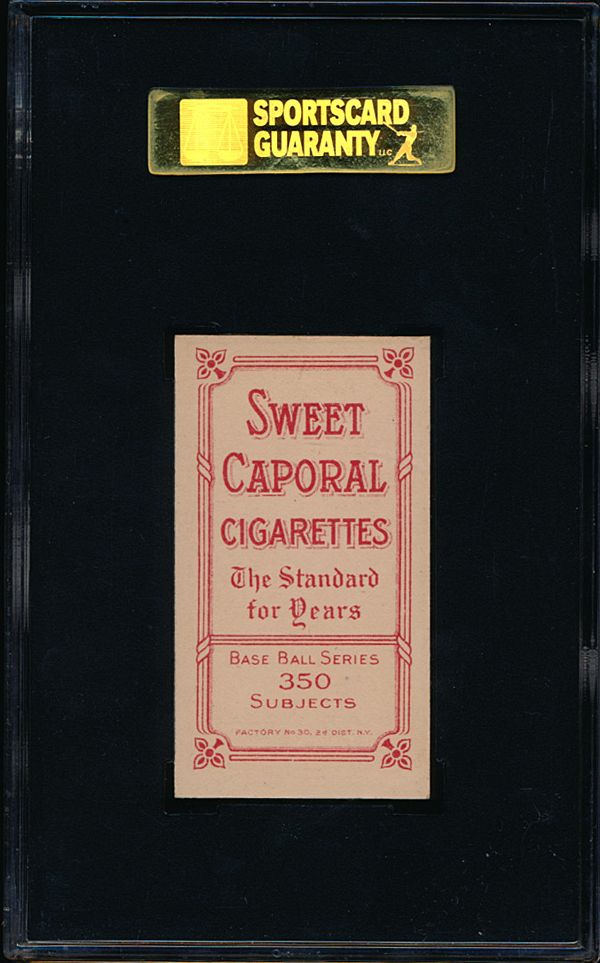 SPORTSCARD
GUARANTY LLC
SWEET
CAPORAL
CIGARETTES
The Standard
for Years
BASE BALL SERIES
350
SUBJECTS
FACTORY No 30, 2d DIST. N.Y.